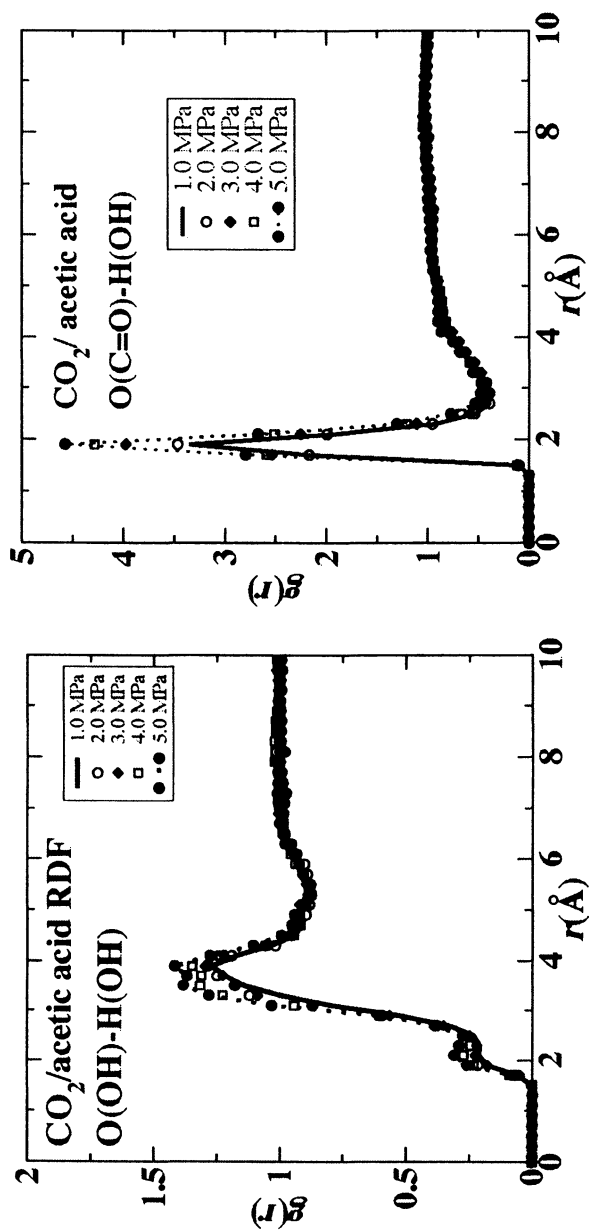 CO2/acetic acid RDF
O(OH)-H(OH)
1.0 MPa
2.0 MPa
3.0 MPa
4.0 MPa
5.0 MPa
2
1.5
1
0.5
0
g(r)
0 2 4 6 8 10
r(Å)
CO2/ acetic acid
O(C=O)-H(OH)
1.0 MPa
2.0 MPa
3.0 MPa
4.0 MPa
5.0 MPa
5
4
3
2
1
0
g(r)
0 2 4 6 8 10
r(Å)